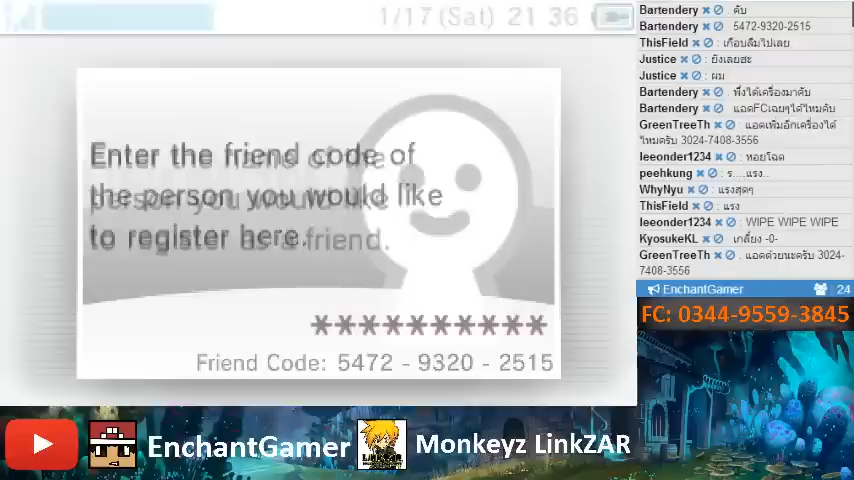 1/17 (Sat) 21 36
Enter the friend code of
the person you would like
to register here.
**********
Friend Code: 5472 - 9320 - 2515
Bartendery : คับ
Bartendery : 5472-9320-2515
ThisField : เกือบลืมไปเลย
Justice : ยังเลยฮะ
Justice : ผม
Bartendery : พึ่งได้เครื่องมาคับ
Bartendery : แอดFCเฉยๆได้ไหมคับ
GreenTreeTh : แอดเพิ่มอีกเครื่องได้
ไหมครับ 3024-7408-3556
leeonder1234 : หอยโฉด
peehkung : ร....แรง..
WhyNyu : แรงสุดๆ
ThisField : แรง
leeonder1234 : WIPE WIPE WIPE
KyosukeKL : เกลี้ยง -0-
GreenTreeTh : แอดด้วยนะครับ 3024-
7408-3556
EnchantGamer 24
FC: 0344-9559-3845
EnchantGamer
Monkeyz LinkZAR